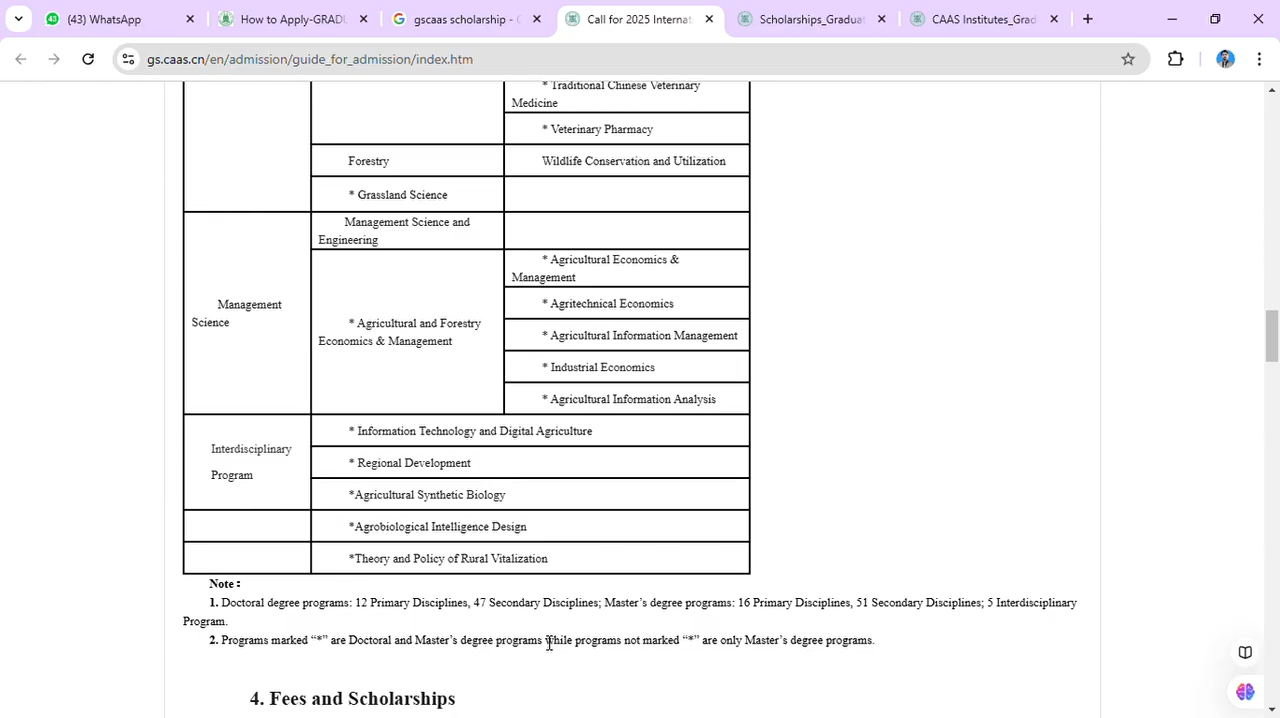 (43) WhatsApp
How to Apply-GRADU
gscaas scholarship - G
Call for 2025 Internat
Scholarships_Graduat
CAAS Institutes_Grad
gs.caas.cn/en/admission/guide_for_admission/index.htm
* Traditional Chinese Veterinary
Medicine
* Veterinary Pharmacy
Forestry
Wildlife Conservation and Utilization
* Grassland Science
Management Science and
Engineering
* Agricultural Economics &
Management
* Agritechnical Economics
Management
Science
* Agricultural and Forestry
Economics & Management
* Agricultural Information Management
* Industrial Economics
* Agricultural Information Analysis
Interdisciplinary
Program
* Information Technology and Digital Agriculture
* Regional Development
*Agricultural Synthetic Biology
*Agrobiological Intelligence Design
*Theory and Policy of Rural Vitalization
Note：
1. Doctoral degree programs: 12 Primary Disciplines, 47 Secondary Disciplines; Master’s degree programs: 16 Primary Disciplines, 51 Secondary Disciplines; 5 Interdisciplinary
Program.
2. Programs marked “*” are Doctoral and Master’s degree programs while programs not marked “*” are only Master’s degree programs.
4. Fees and Scholarships